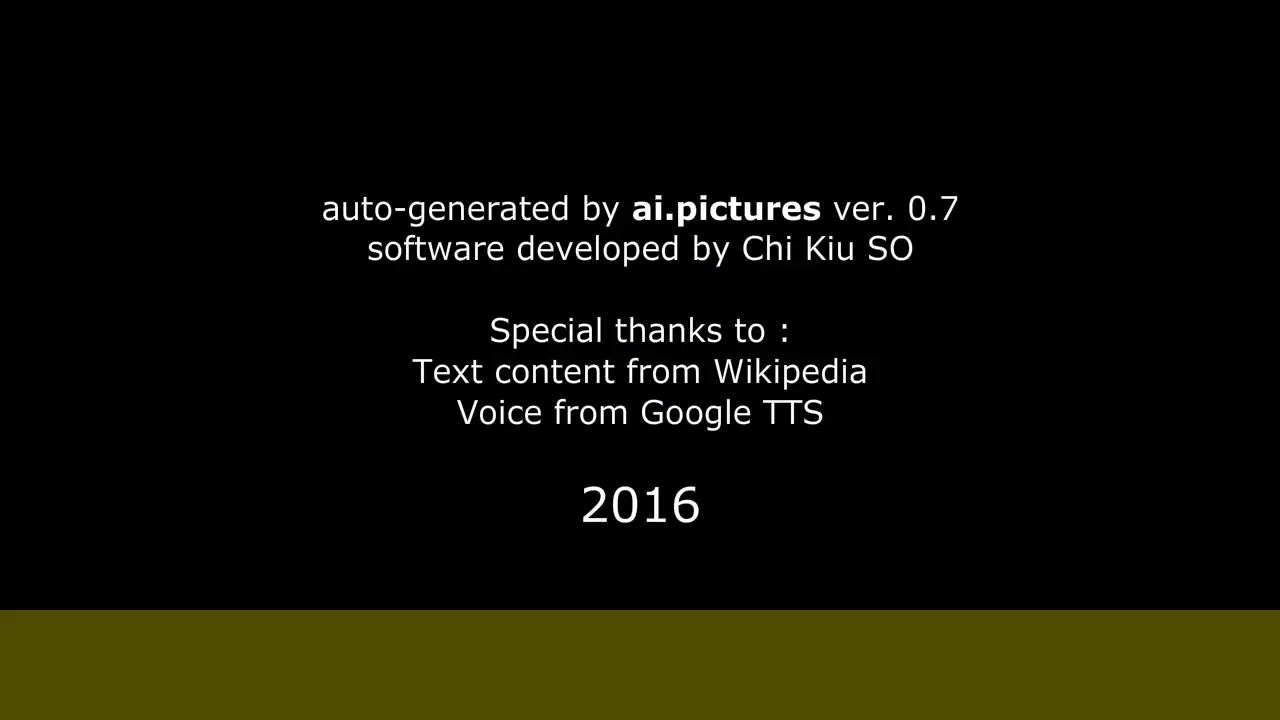 auto-generated by ai.pictures ver. 0.7
software developed by Chi Kiu SO
Special thanks to :
Text content from Wikipedia
Voice from Google TTS
2016